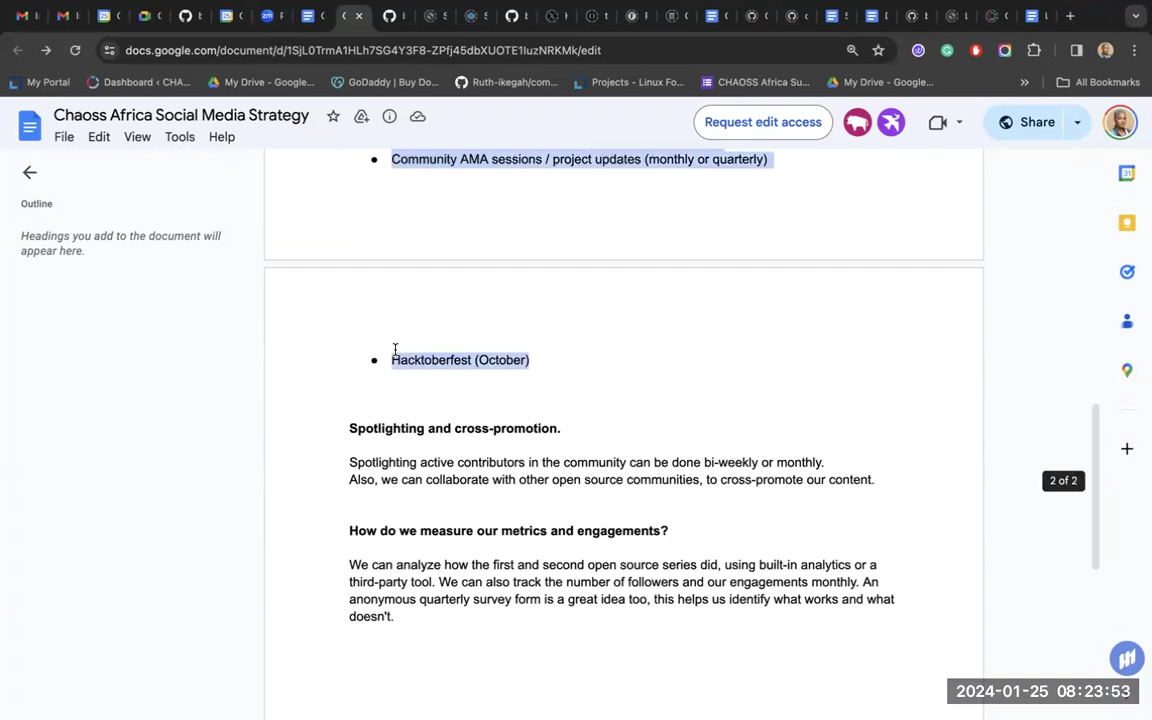 docs.google.com/document/d/1SjL0TrmA1HLh7SG4Y3F8-ZPfj45dbXUOTE1IuzNRKMk/edit
My Portal
Dashboard ‹ CHA...
My Drive – Google...
GoDaddy | Buy Do...
Ruth-ikegah/com...
Projects - Linux Fo...
CHAOSS Africa Su...
My Drive – Google...
»
All Bookmarks
Chaoss Africa Social Media Strategy
File Edit View Tools Help
Request edit access
Share
Outline
Headings you add to the document will
appear here.
● Community AMA sessions / project updates (monthly or quarterly)
● Hacktoberfest (October)
Spotlighting and cross-promotion.
Spotlighting active contributors in the community can be done bi-weekly or monthly.
Also, we can collaborate with other open source communities, to cross-promote our content.
2 of 2
How do we measure our metrics and engagements?
We can analyze how the first and second open source series did, using built-in analytics or a
third-party tool. We can also track the number of followers and our engagements monthly. An
anonymous quarterly survey form is a great idea too, this helps us identify what works and what
doesn't.
2024-01-25 08:23:53